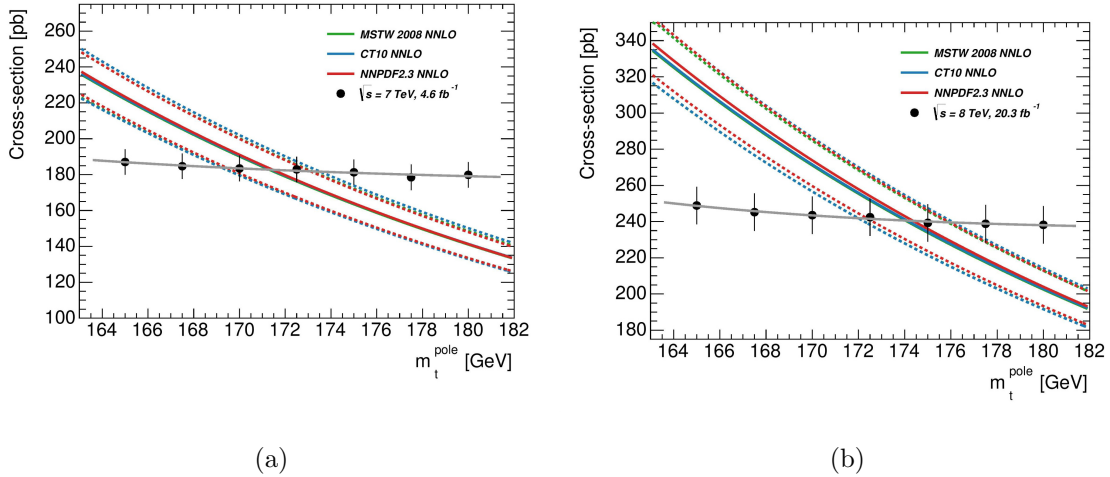 Cross-section [pb]
260
240
220
200
180
160
140
120
100
164 166 168 170 172 174 176 178 180 182
m_t^pole [GeV]
MSTW 2008 NNLO
CT10 NNLO
NNPDF2.3 NNLO
√s = 7 TeV, 4.6 fb⁻¹
(a)
Cross-section [pb]
340
320
300
280
260
240
220
200
180
164 166 168 170 172 174 176 178 180 182
m_t^pole [GeV]
MSTW 2008 NNLO
CT10 NNLO
NNPDF2.3 NNLO
√s = 8 TeV, 20.3 fb⁻¹
(b)